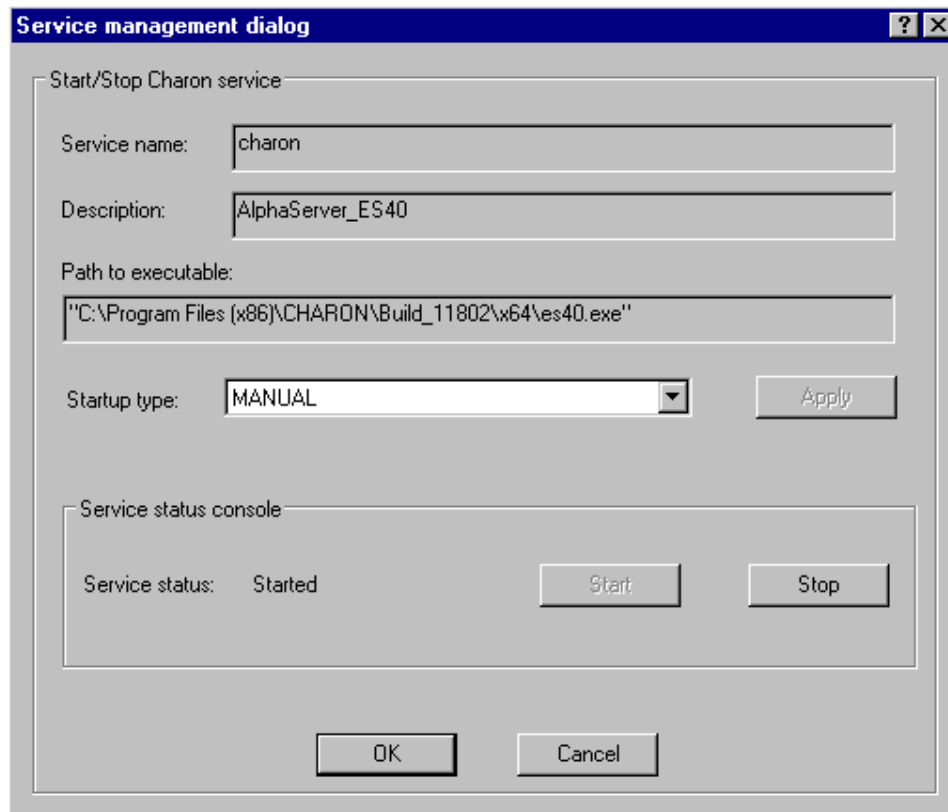 Service management dialog
Start/Stop Charon service
Service name: charon
Description: AlphaServer_ES40
Path to executable:
"C:\Program Files (x86)\CHARON\Build_11802\x64\es40.exe"
Startup type: MANUAL Apply
Service status console
Service status: Started Start Stop
OK Cancel